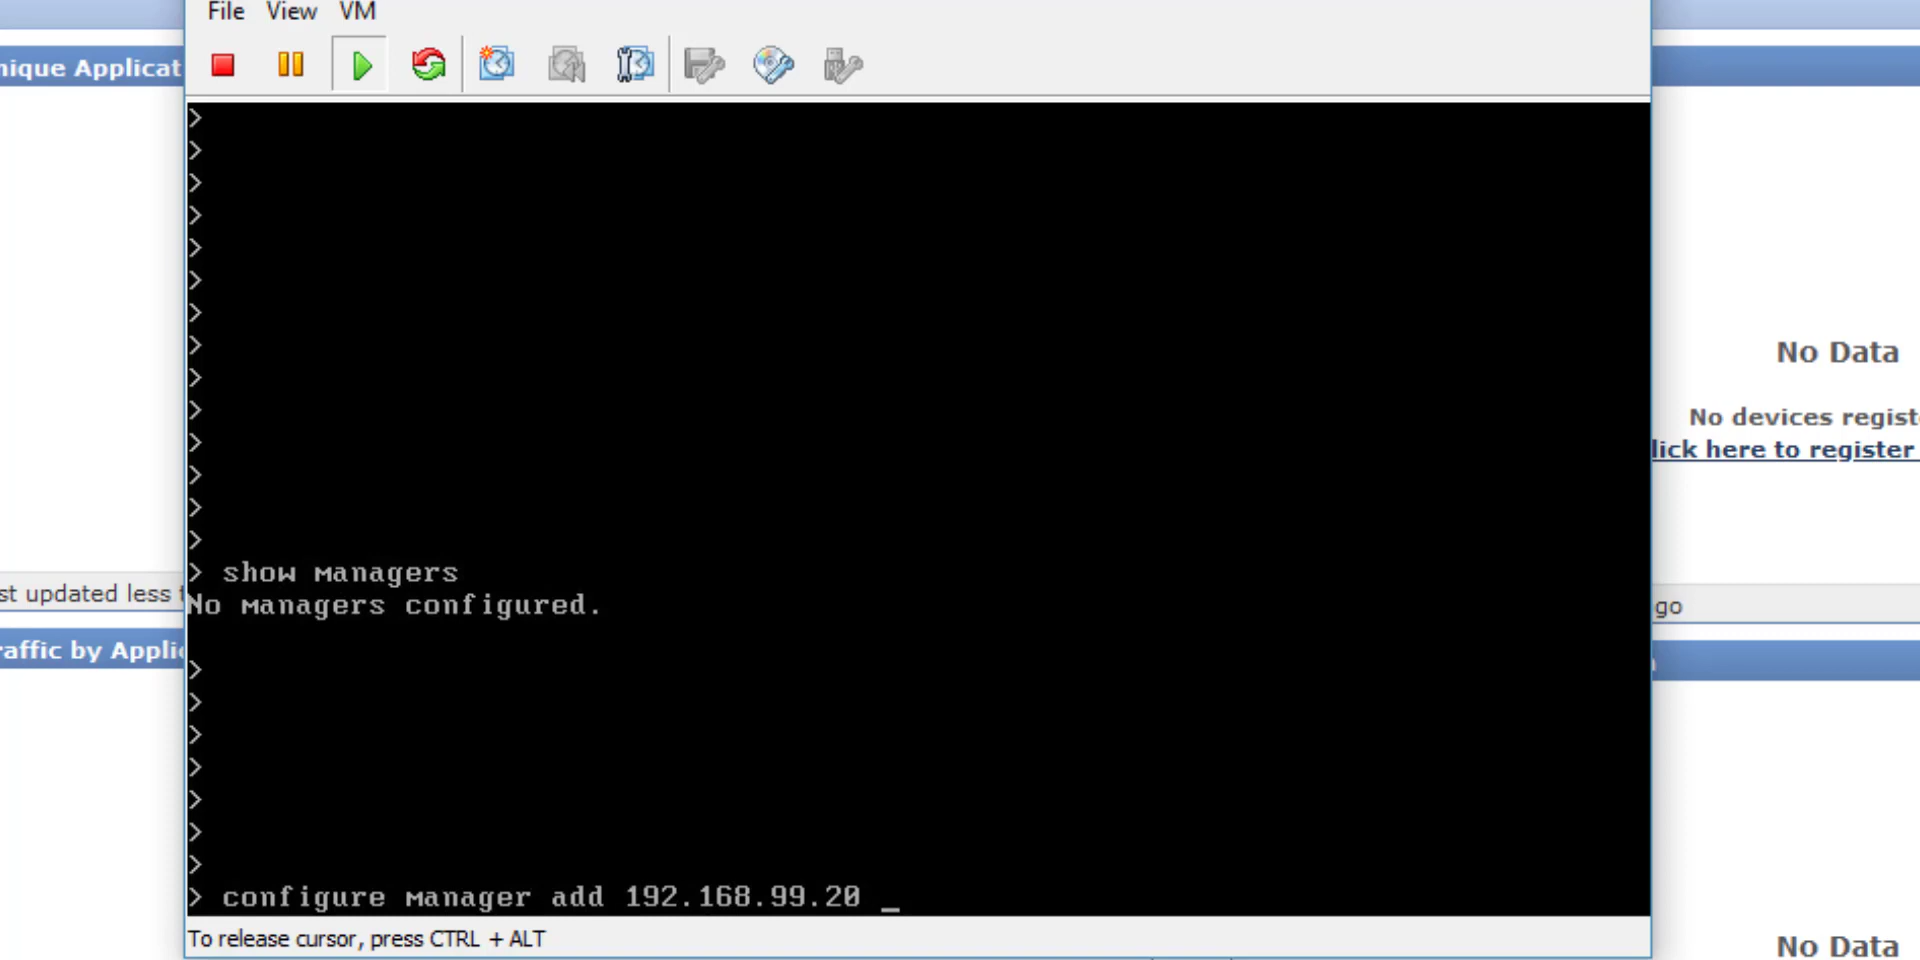 File View VM
nique Applicat
>
>
>
>
>
>
>
>
>
>
>
>
>
>
> show managers
No managers configured.
>
>
>
>
>
>
>
> configure manager add 192.168.99.20 _
To release cursor, press CTRL + ALT
st updated less
raffic by Appli
No Data
No devices regist
lick here to register
go
No Data